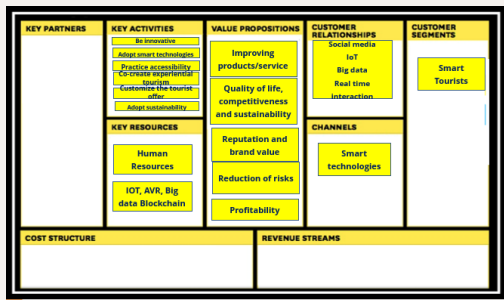 KEY PARTNERS
KEY ACTIVITIES
Be innovative
Adopt smart technologies
Practice accessibility
Co-create experiential
tourism
Customize the tourist
offer
Adopt sustainability
KEY RESOURCES
Human
Resources
IOT, AVR, Big
data Blockchain
VALUE PROPOSITIONS
Improving
products/service
Quality of life,
competitiveness
and sustainability
Reputation and
brand value
Reduction of risks
Profitability
CUSTOMER
RELATIONSHIPS
Social media
IoT
Big data
Real time
interaction
CHANNELS
Smart
technologies
CUSTOMER
SEGMENTS
Smart
Tourists
COST STRUCTURE
REVENUE STREAMS